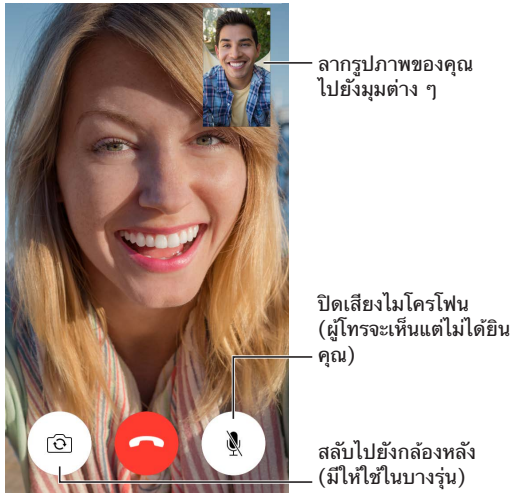 ลากรูปภาพของคุณ
ไปยังมุมต่าง ๆ
ปิดเสียงไมโครโฟน
(ผู้โทรจะเห็นแต่ไม่ได้ยิน
คุณ)
สลับไปยังกล้องหลัง
(มีให้ใช้ในบางรุ่น)